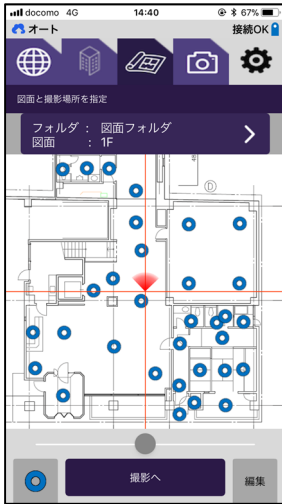 docomo 4G 14:40 67%
オート 接続OK
図面と撮影場所を指定
フォルダ : 図面フォルダ
図面 : 1F
D
撮影へ
編集